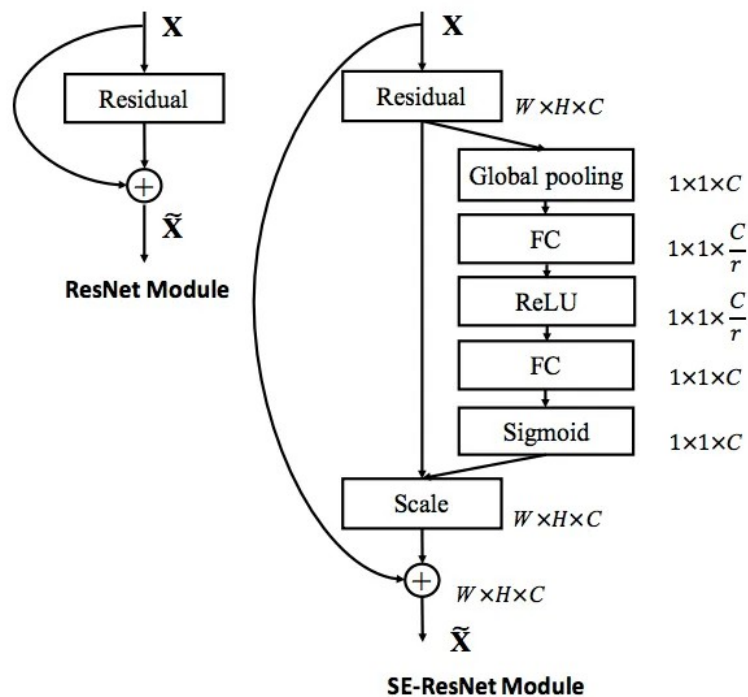 X
Residual
+
X̃
ResNet Module
X
Residual
W×H×C
Global pooling
1×1×C
FC
1×1×C/r
ReLU
1×1×C/r
FC
1×1×C
Sigmoid
1×1×C
Scale
W×H×C
+
W×H×C
X̃
SE-ResNet Module